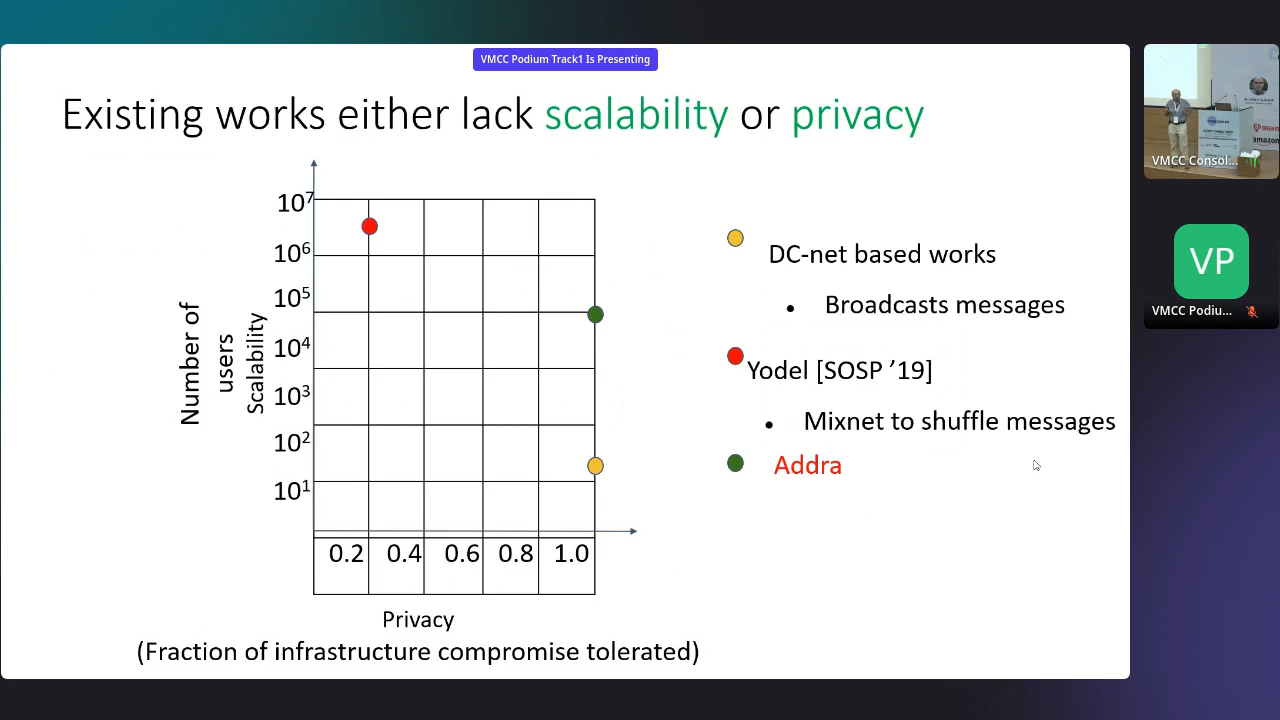 VMCC Podium Track1 Is Presenting
Existing works either lack scalability or privacy
10⁷
10⁶
10⁵
10⁴
10³
10²
10¹
Number of
users
Scalability
0.2 0.4 0.6 0.8 1.0
Privacy
(Fraction of infrastructure compromise tolerated)
DC-net based works
• Broadcasts messages
Yodel [SOSP ’19]
• Mixnet to shuffle messages
Addra
amazon
VMCC Consol...
VP
VMCC Podiu...